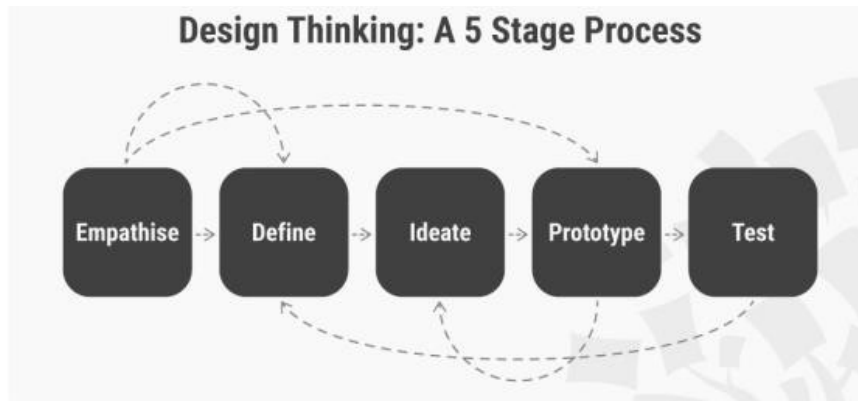 Design Thinking: A 5 Stage Process
Empathise
Define
Ideate
Prototype
Test